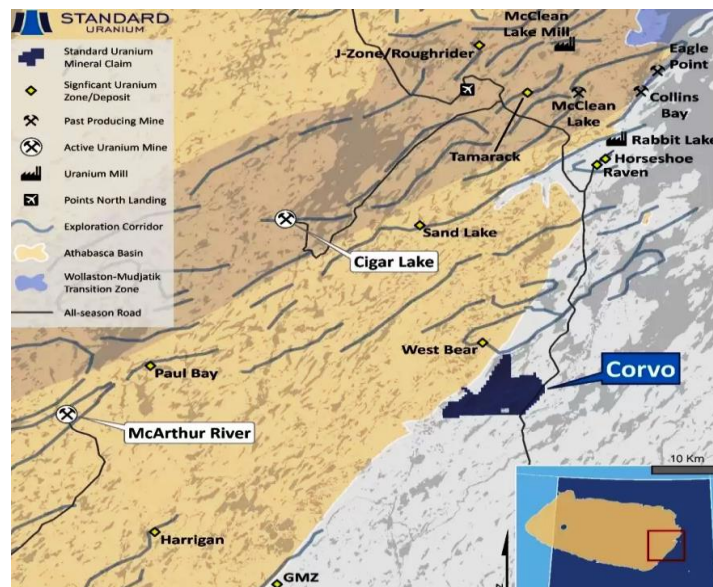 STANDARD
URANIUM
Standard Uranium
Mineral Claim
Signficant Uranium
Zone/Deposit
Past Producing Mine
Active Uranium Mine
Uranium Mill
Points North Landing
Exploration Corridor
Athabasca Basin
Wollaston-Mudjatik
Transition Zone
All-season Road
McClean
Lake Mill
J-Zone/Roughrider
Eagle
Point
McClean
Lake
Collins
Bay
Tamarack
Rabbit Lake
Horseshoe
Raven
Sand Lake
Cigar Lake
West Bear
Paul Bay
Corvo
McArthur River
10 Km
Harrigan
GMZ